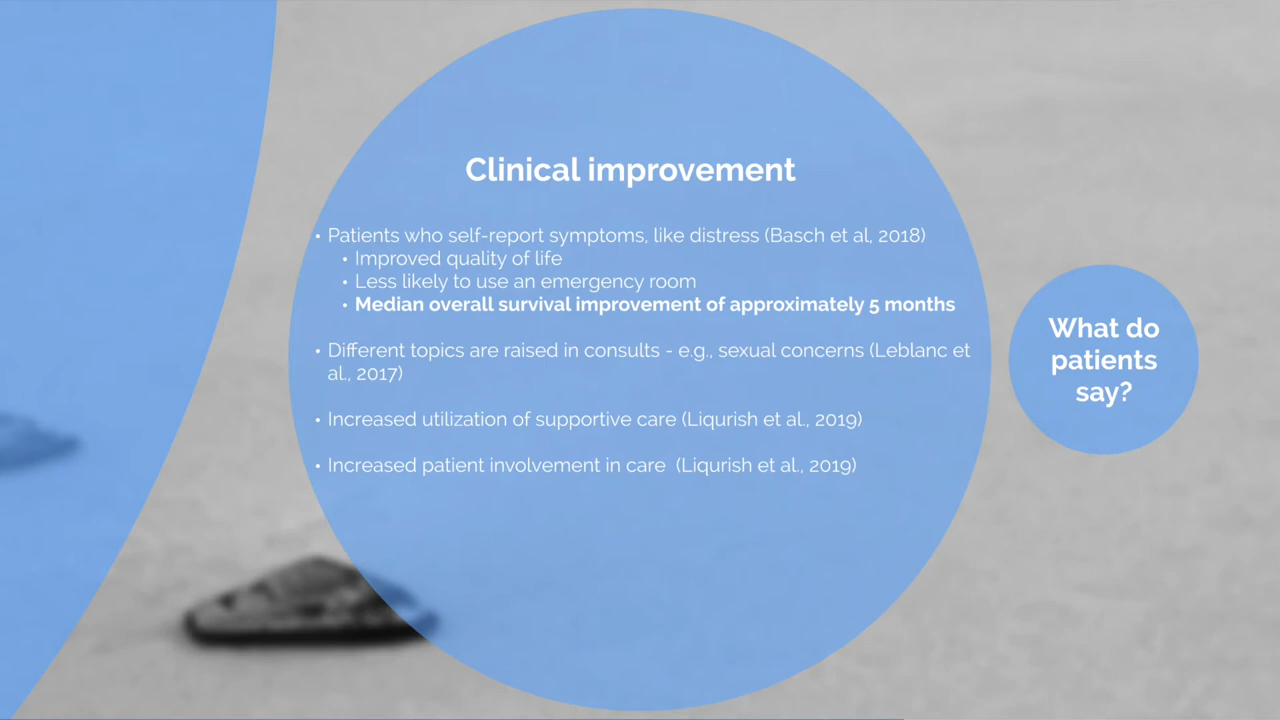 Clinical improvement
• Patients who self-report symptoms, like distress (Basch et al, 2018)
• Improved quality of life
• Less likely to use an emergency room
• Median overall survival improvement of approximately 5 months
• Different topics are raised in consults - e.g., sexual concerns (Leblanc et
al., 2017)
• Increased utilization of supportive care (Liqurish et al., 2019)
• Increased patient involvement in care  (Liqurish et al., 2019)
What do
patients
say?